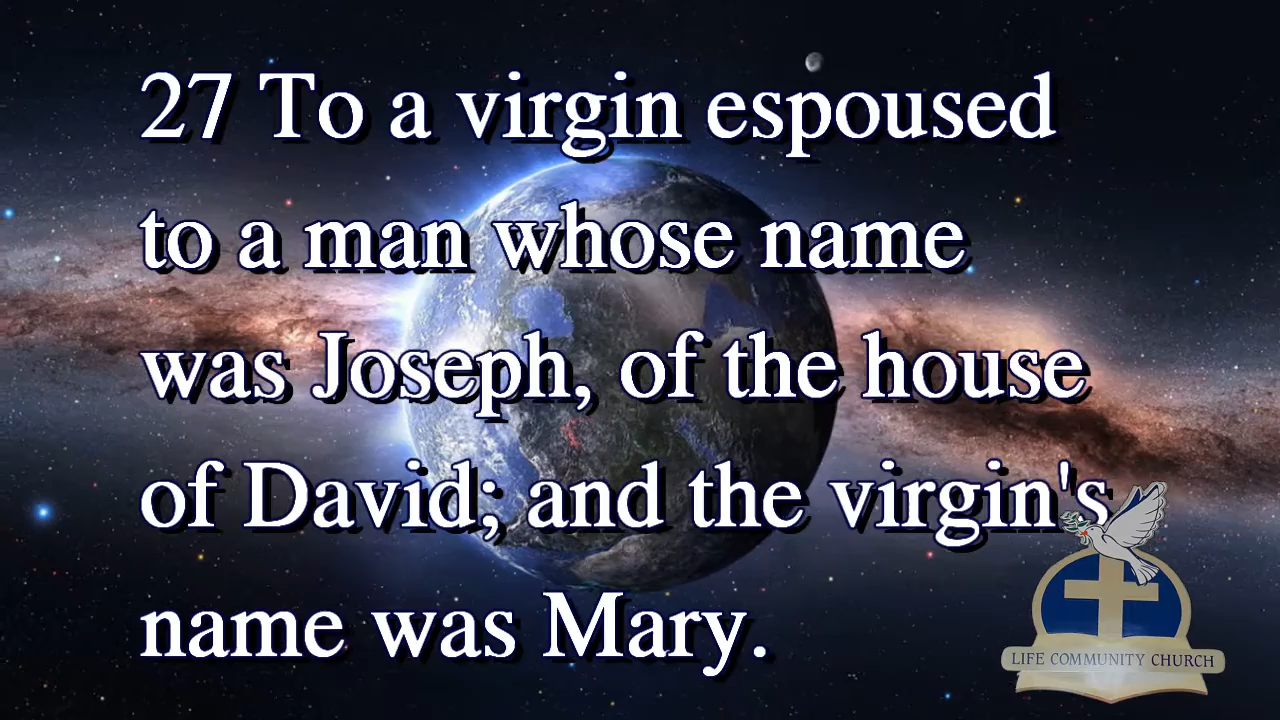 27 To a virgin espoused
to a man whose name
was Joseph, of the house
of David; and the virgin's
name was Mary.
LIFE COMMUNITY CHURCH